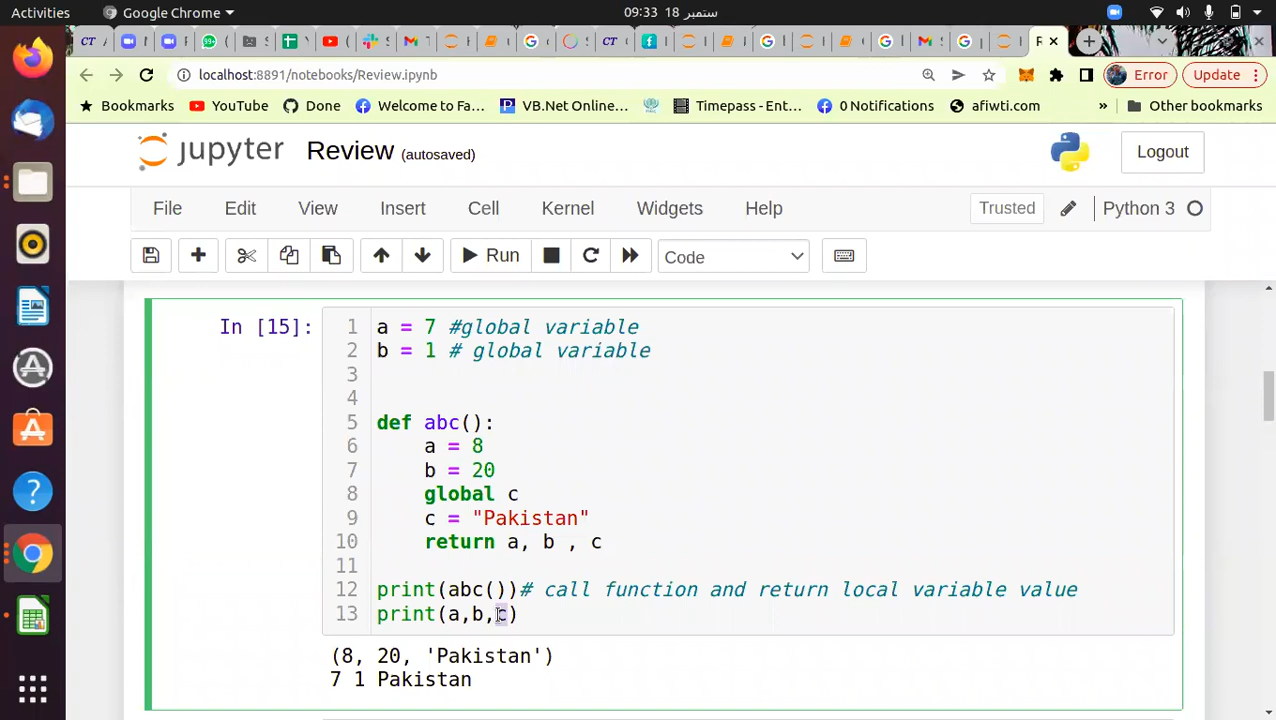 Activities Google Chrome 09:33 18 ستمبر
localhost:8891/notebooks/Review.ipynb Error Update
Bookmarks YouTube Done Welcome to Fa... VB.Net Online... Timepass - Ent... 0 Notifications afiwti.com » Other bookmarks
jupyter Review (autosaved) Logout
File Edit View Insert Cell Kernel Widgets Help Trusted Python 3
Run Code
In [15]:
1 a = 7 #global variable
2 b = 1 # global variable
3
4
5 def abc():
6 a = 8
7 b = 20
8 global c
9 c = "Pakistan"
10 return a, b , c
11
12 print(abc())# call function and return local variable value
13 print(a,b,c)
(8, 20, 'Pakistan')
7 1 Pakistan